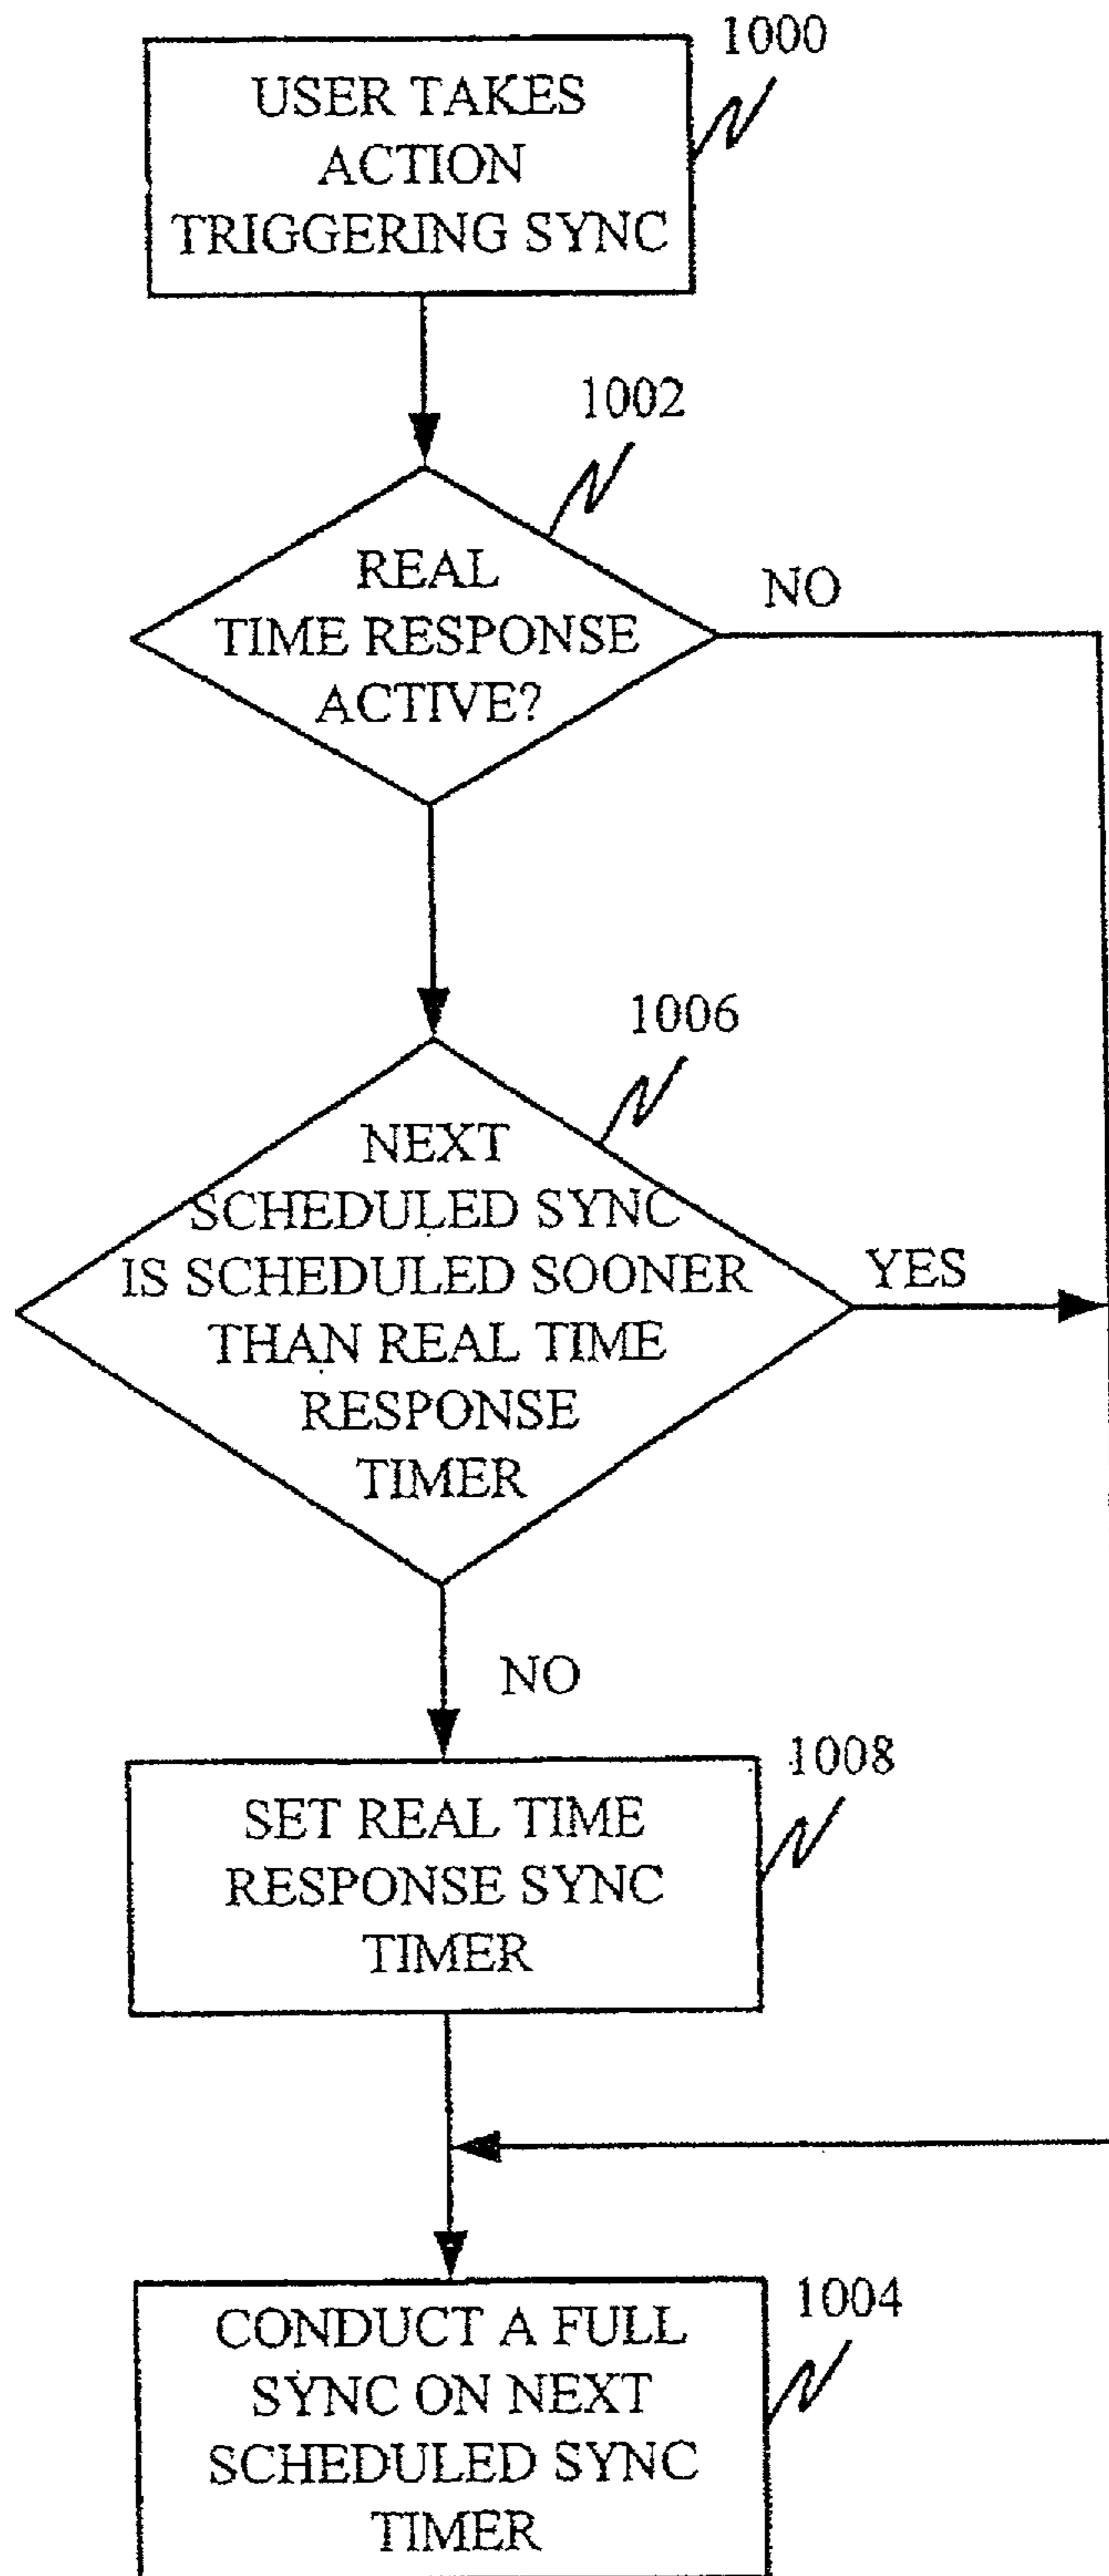 1000
USER TAKES
ACTION
TRIGGERING SYNC
1002
REAL
TIME RESPONSE
ACTIVE?
NO
1006
NEXT
SCHEDULED SYNC
IS SCHEDULED SOONER
THAN REAL TIME
RESPONSE
TIMER
YES
NO
1008
SET REAL TIME
RESPONSE SYNC
TIMER
1004
CONDUCT A FULL
SYNC ON NEXT
SCHEDULED SYNC
TIMER